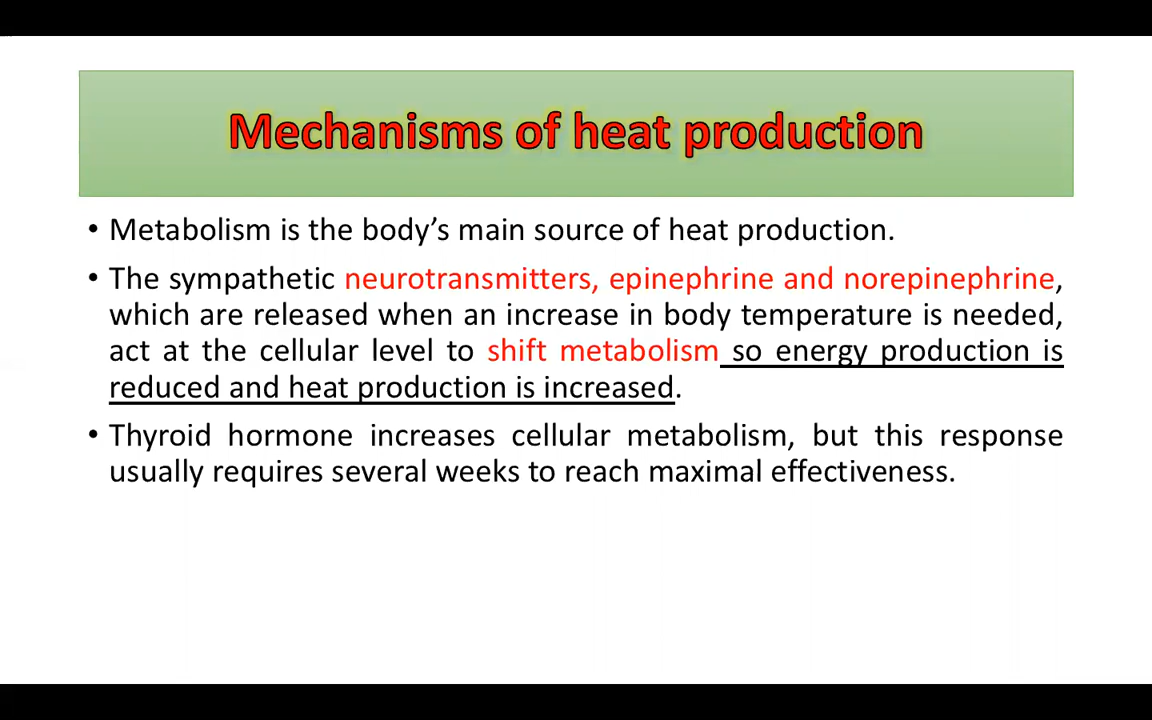 Mechanisms of heat production
• Metabolism is the body’s main source of heat production.
• The sympathetic neurotransmitters, epinephrine and norepinephrine,
which are released when an increase in body temperature is needed,
act at the cellular level to shift metabolism so energy production is
reduced and heat production is increased.
• Thyroid hormone increases cellular metabolism, but this response
usually requires several weeks to reach maximal effectiveness.